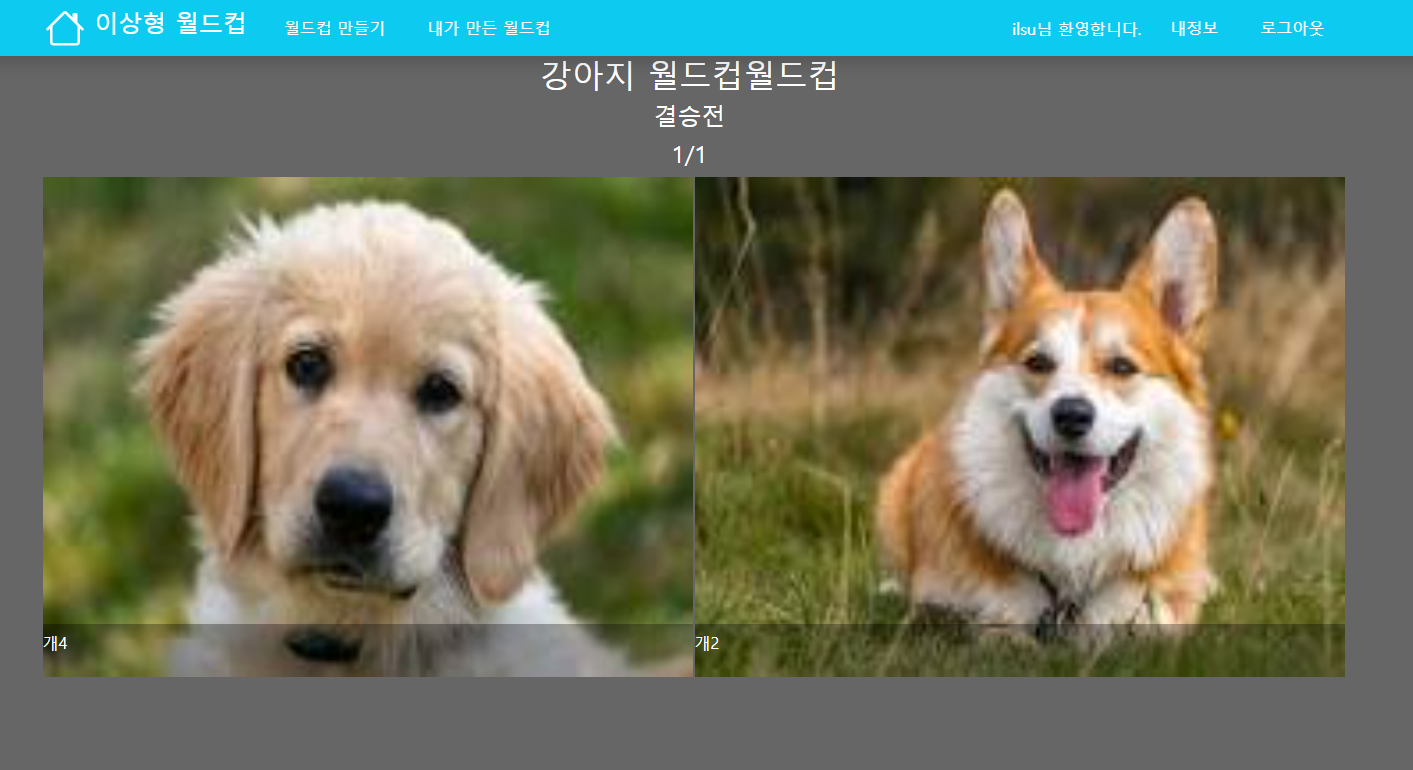 이상형 월드컵 월드컵 만들기 내가 만든 월드컵 ilsu님 환영합니다. 내정보 로그아웃
강아지 월드컵월드컵
결승전
1/1
개4 개2